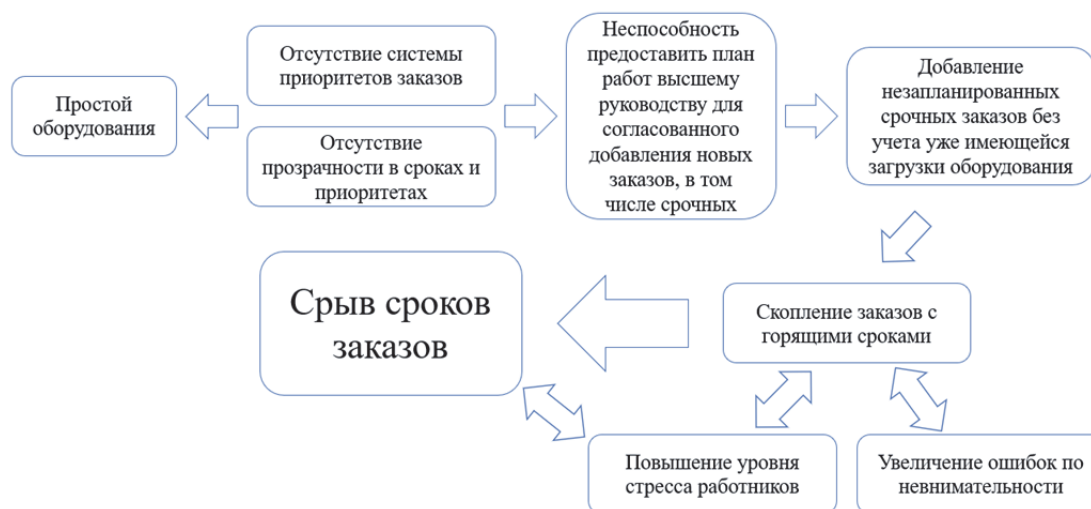 Простой
оборудования
Отсутствие системы
приоритетов заказов
Отсутствие
прозрачности в сроках и
приоритетах
Неспособность
предоставить план
работ высшему
руководству для
согласованного
добавления новых
заказов, в том
числе срочных
Добавление
незапланированных
срочных заказов без
учета уже имеющейся
загрузки оборудования
Срыв сроков
заказов
Скопление заказов с
горящими сроками
Повышение уровня
стресса работников
Увеличение ошибок по
невнимательности